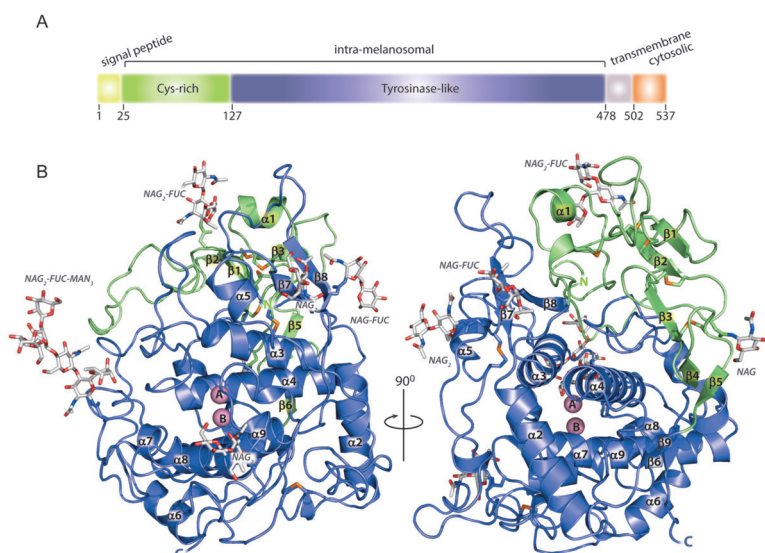 A
signal peptide
intra-melanosomal
transmembrane
cytosolic
Cys-rich
Tyrosinase-like
1 25 127 478 502 537
B
NAG2-FUC
NAG2-FUC-MAN3
α1
β3
β2
β1
β7
β8
α5
N
NAG2
NAG-FUC
β5
α3
α4
A
β6
B
α9
α7
α8
NAG
α2
α6
C
90⁰
NAG2-FUC
α1
β1
β2
N
NAG-FUC
β7
β8
β3
NAG2
α5
α3
α4
NAG
β4
β5
A
B
α2
α8
β9
α7
α9
β6
α6
C